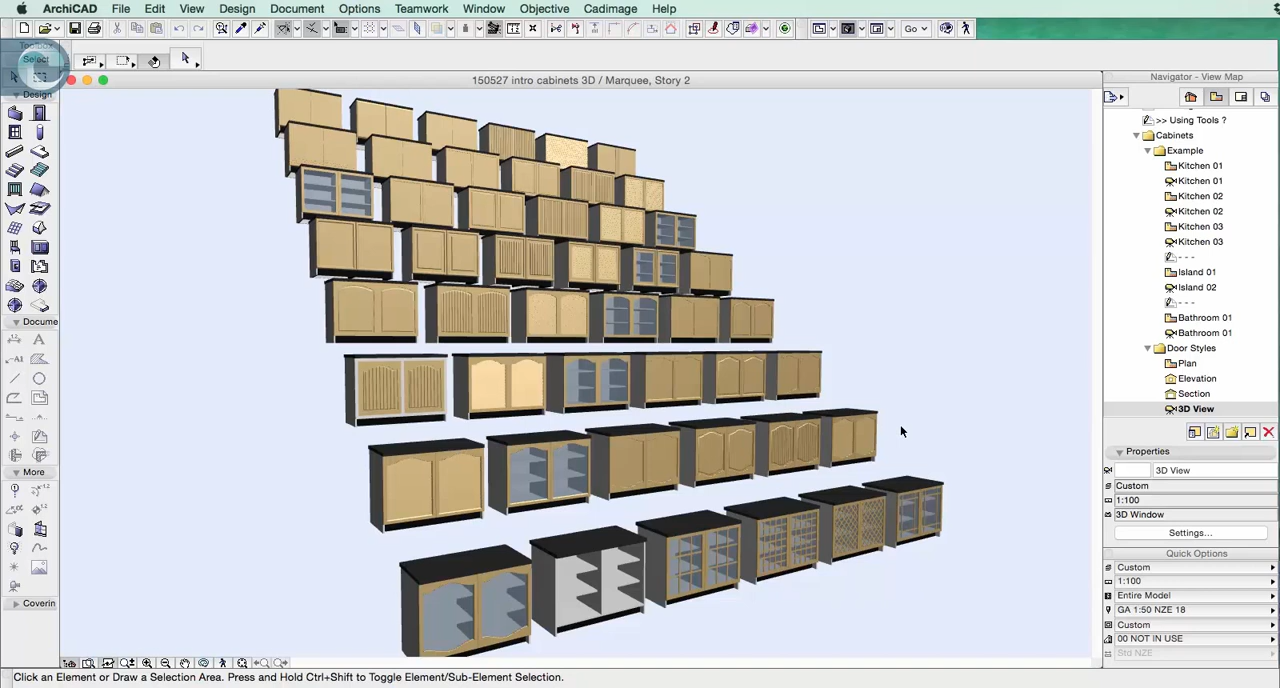 ArchiCAD File Edit View Design Document Options Teamwork Window Objective Cadimage Help
Go
Toolbox
Select
150527 intro cabinets 3D / Marquee, Story 2
Navigator - View Map
Design
Docume
More
Coverin
>> Using Tools ?
Cabinets
Example
Kitchen 01
Kitchen 01
Kitchen 02
Kitchen 02
Kitchen 03
Kitchen 03
- - -
Island 01
Island 02
- - -
Bathroom 01
Bathroom 01
Door Styles
Plan
Elevation
Section
3D View
Properties
3D View
Custom
1:100
3D Window
Settings...
Quick Options
Custom
1:100
Entire Model
GA 1:50 NZE 18
Custom
00 NOT IN USE
Std NZE
Click an Element or Draw a Selection Area. Press and Hold Ctrl+Shift to Toggle Element/Sub-Element Selection.